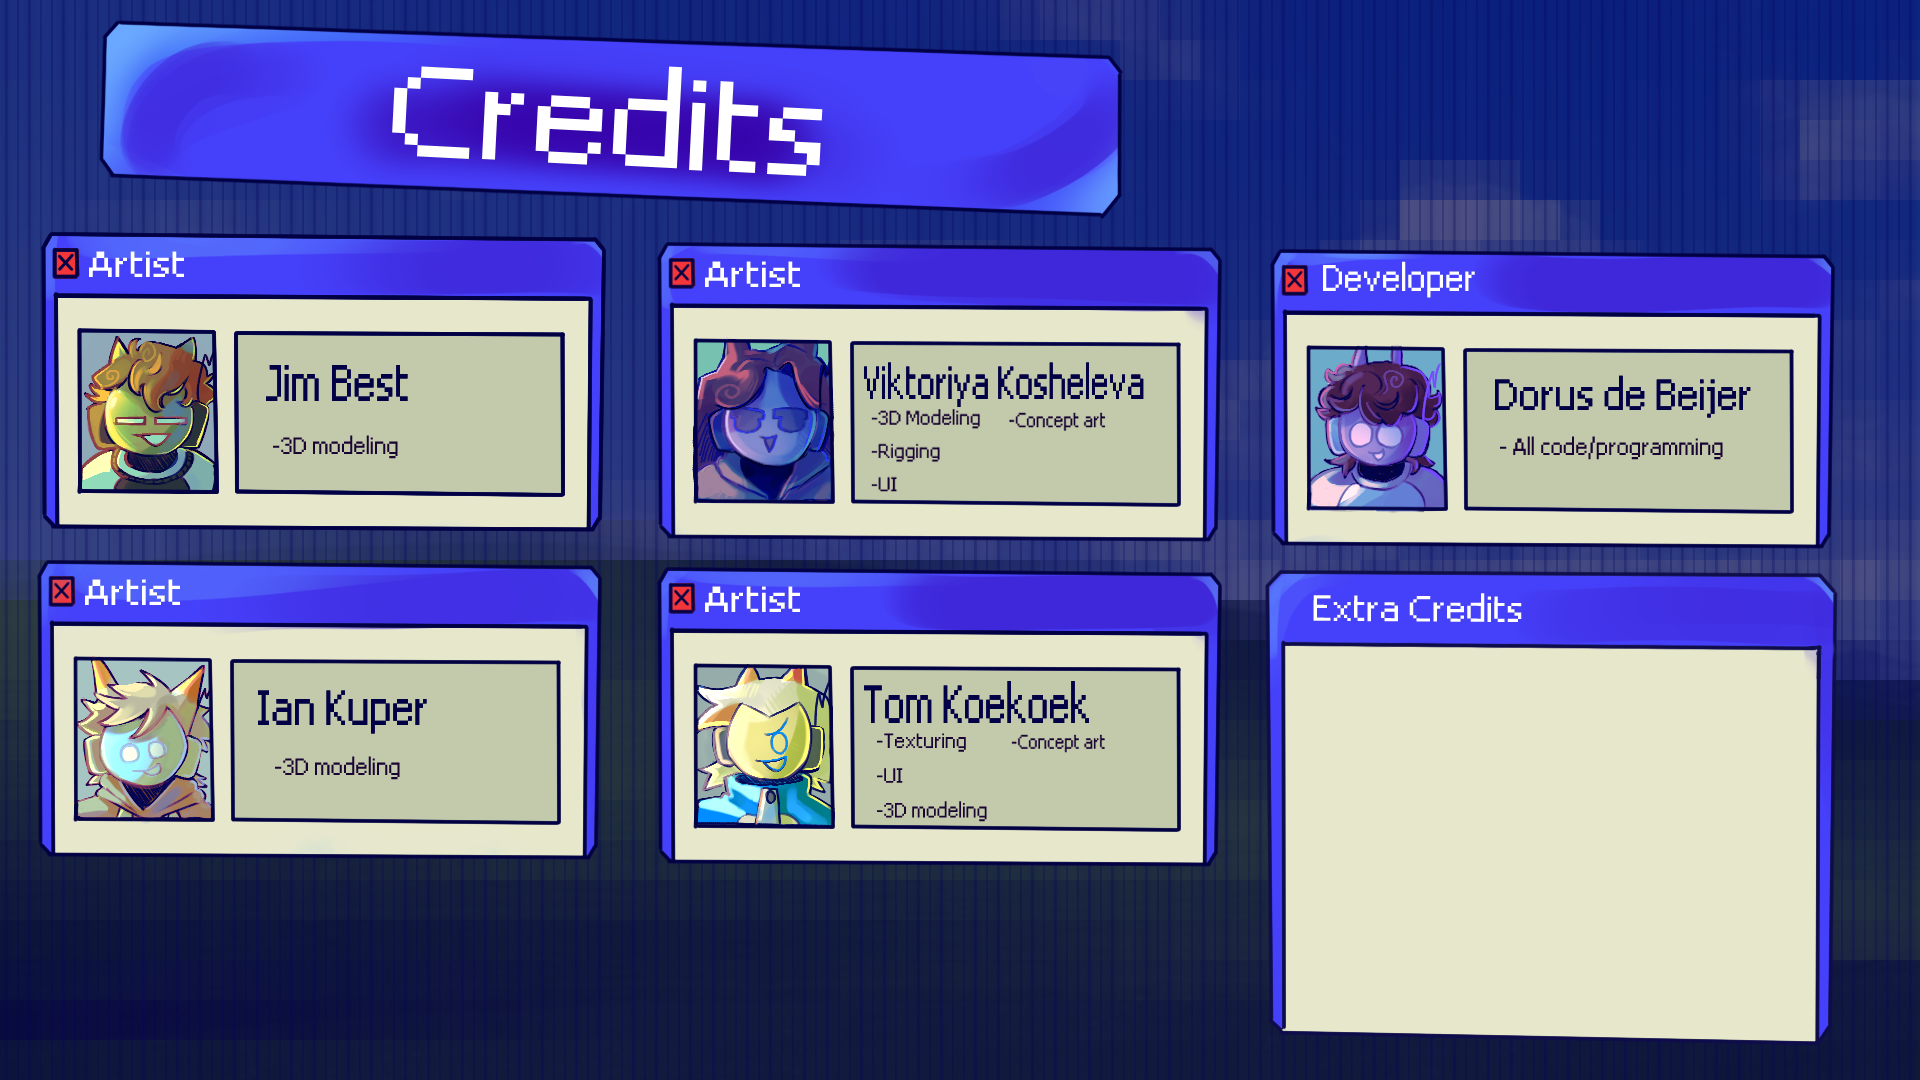 Credits
Artist
Jim Best
-3D modeling
Artist
Viktoriya Kosheleva
-3D Modeling -Concept art
-Rigging
-UI
Developer
Dorus de Beijer
- All code/programming
Artist
Ian Kuper
-3D modeling
Artist
Tom Koekoek
-Texturing -Concept art
-UI
-3D modeling
Extra Credits